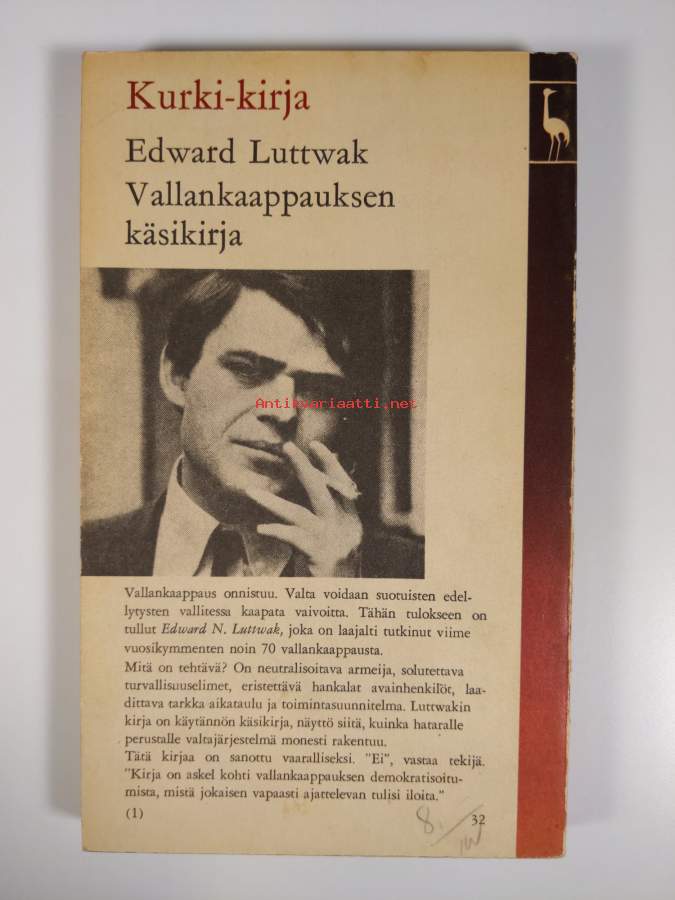 Kurki-kirja
Edward Luttwak
Vallankaappauksen
käsikirja
Antikvariaatti.net
Vallankaappaus onnistuu. Valta voidaan suotuisten edel-
lytysten vallitessa kaapata vaivoitta. Tähän tulokseen on
tullut Edward N. Luttwak, joka on laajalti tutkinut viime
vuosikymmenten noin 70 vallankaappausta.
Mitä on tehtävä? On neutralisoitava armeija, solutettava
turvallisuuselimet, eristettävä hankalat avainhenkilöt, laa-
dittava tarkka aikataulu ja toimintasuunnitelma. Luttwakin
kirja on käytännön käsikirja, näyttö siitä, kuinka hataralle
perustalle valtajärjestelmä monesti rakentuu.
Tätä kirjaa on sanottu vaaralliseksi. "Ei", vastaa tekijä.
"Kirja on askel kohti vallankaappauksen demokratisoitu-
mista, mistä jokaisen vapaasti ajattelevan tulisi iloita."
(1) 32
8.